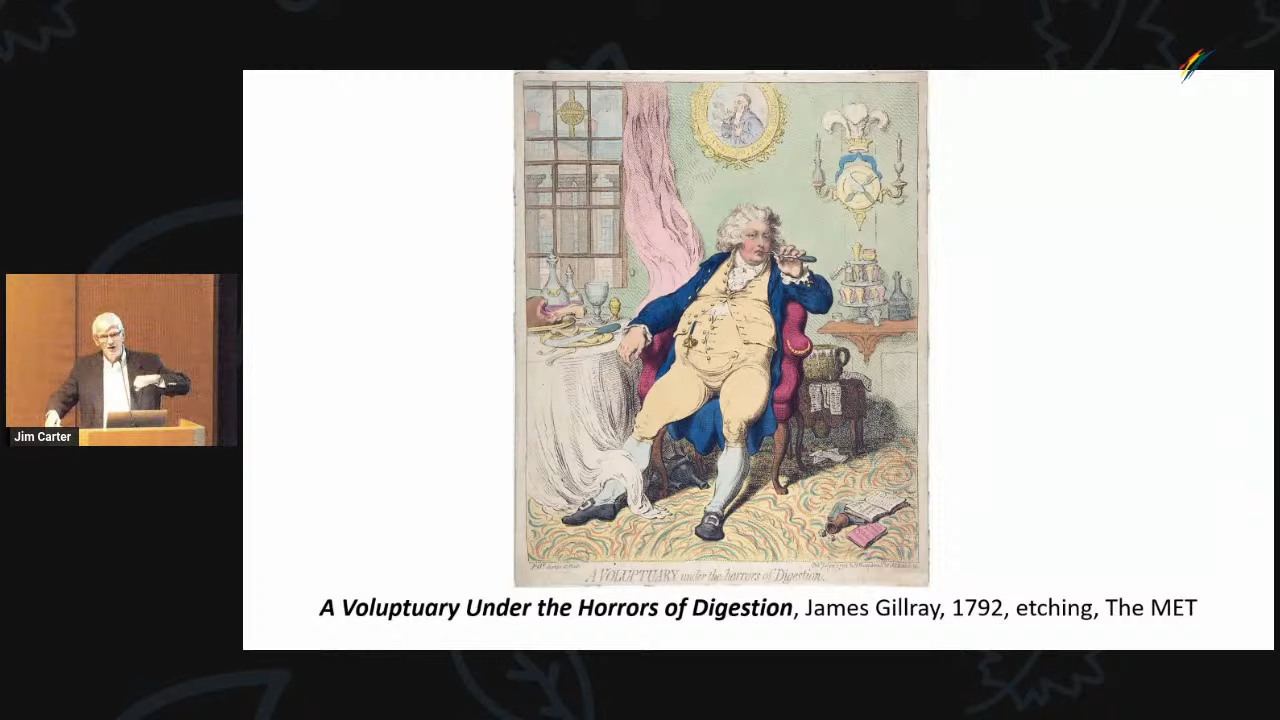 A VOLUPTUARY under the horrors of Digestion.
Jim Carter
A Voluptuary Under the Horrors of Digestion, James Gillray, 1792, etching, The MET